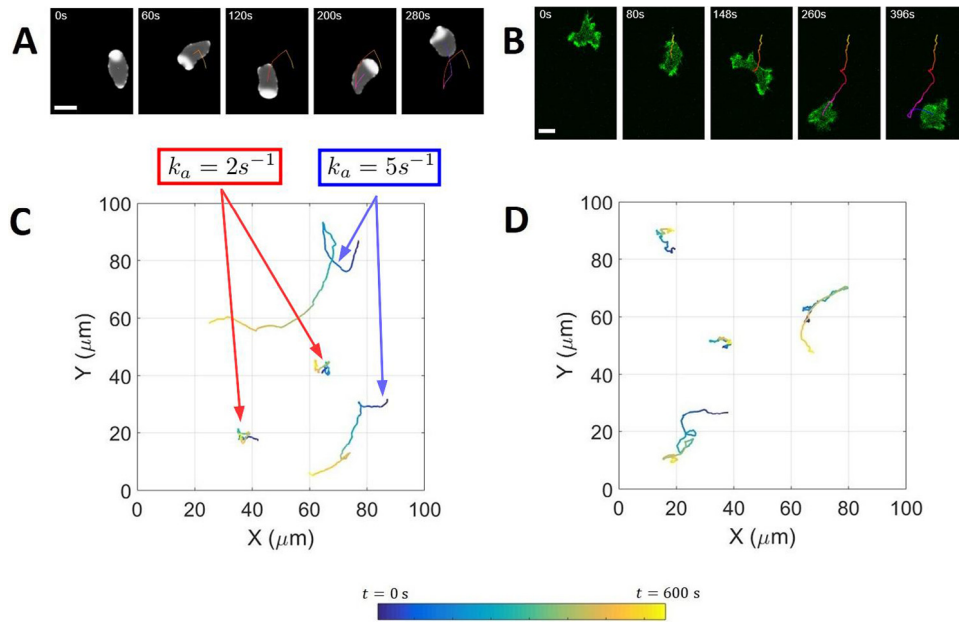 A
0s 60s 120s 200s 280s
B
0s 80s 148s 260s 396s
k_a = 2s^{-1}
k_a = 5s^{-1}
C
100
80
60
40
20
0
Y (μm)
0 20 40 60 80 100
X (μm)
D
100
80
60
40
20
0
Y (μm)
0 20 40 60 80 100
X (μm)
t = 0 s
t = 600 s